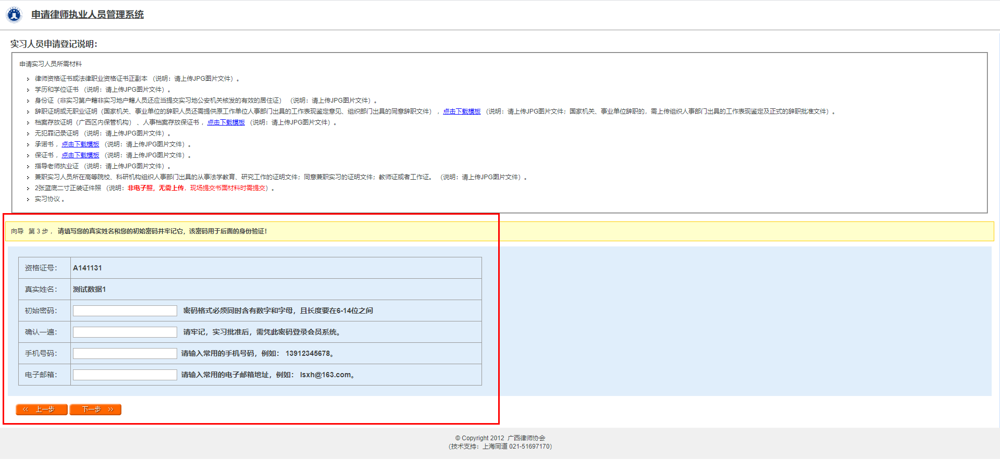 申请律师执业人员管理系统
实习人员申请登记说明：
申请实习人员所需材料
律师资格证书或法律职业资格证书正副本 （说明：请上传JPG图片文件）。
学历和学位证书 （说明：请上传JPG图片文件）。
身份证（非实习第户籍非实习地户籍人员还应当提交实习地公安机关核发的有效的居住证） （说明：请上传JPG图片文件）。
辞职证明或无职业证明（国家机关、事业单位的辞职人员还需提供原工作单位人事部门出具的工作表现鉴定意见、组织部门出具的同意辞职文件） ，点击下载模板 （说明：请上传JPG图片文件；国家机关、事业单位辞职的，需上传组织人事部门出具的工作表现鉴定及正式的辞职批准文件）。
档案存放证明（广西区内保管机构） 、人事档案存放保证书 ，点击下载模板 （说明：请上传JPG图片文件）。
无犯罪记录证明 （说明：请上传JPG图片文件）。
承诺书 ，点击下载模板 （说明：请上传JPG图片文件）。
保证书 ，点击下载模板 （说明：请上传JPG图片文件）。
指导老师执业证 （说明：请上传JPG图片文件）。
兼职实习人员所在高等院校、科研机构组织人事部门出具的从事法学教育、研究工作的证明文件；同意兼职实习的证明文件；教师证或者工作证。 （说明：请上传JPG图片文件）。
2张蓝底二寸正装证件照 （说明：非电子照，无需上传，现场提交书面材料时需提交）。
实习协议 。
向导 第 3 步 ， 请填写您的真实姓名和您的初始密码并牢记它，该密码用于后面的身份验证！
资格证号： A141131
真实姓名： 测试数据1
初始密码： 密码格式必须同时含有数字和字母，且长度要在6-14位之间
确认一遍： 请牢记，实习批准后，需凭此密码登录会员系统。
手机号码： 请输入常用的手机号码，例如： 13912345678。
电子邮箱： 请输入常用的电子邮箱地址，例如： lsxh@163.com。
<< 上一步 下一步 >>
© Copyright 2012 广西律师协会
（技术支持：上海同道 021-51697170）